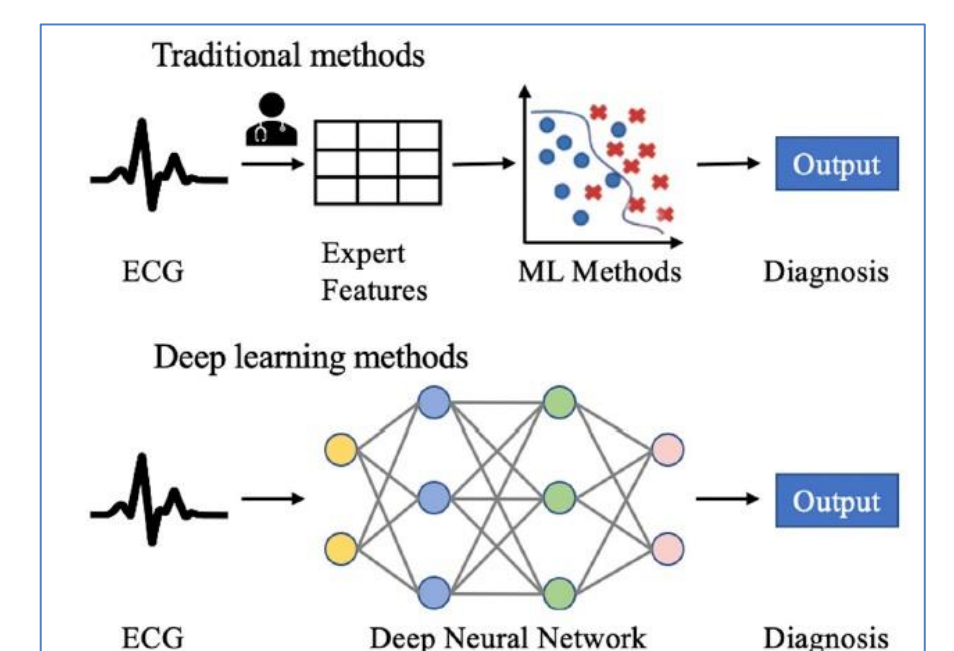 Traditional methods
Output
ECG
Expert
Features
ML Methods
Diagnosis
Deep learning methods
Output
ECG
Deep Neural Network
Diagnosis